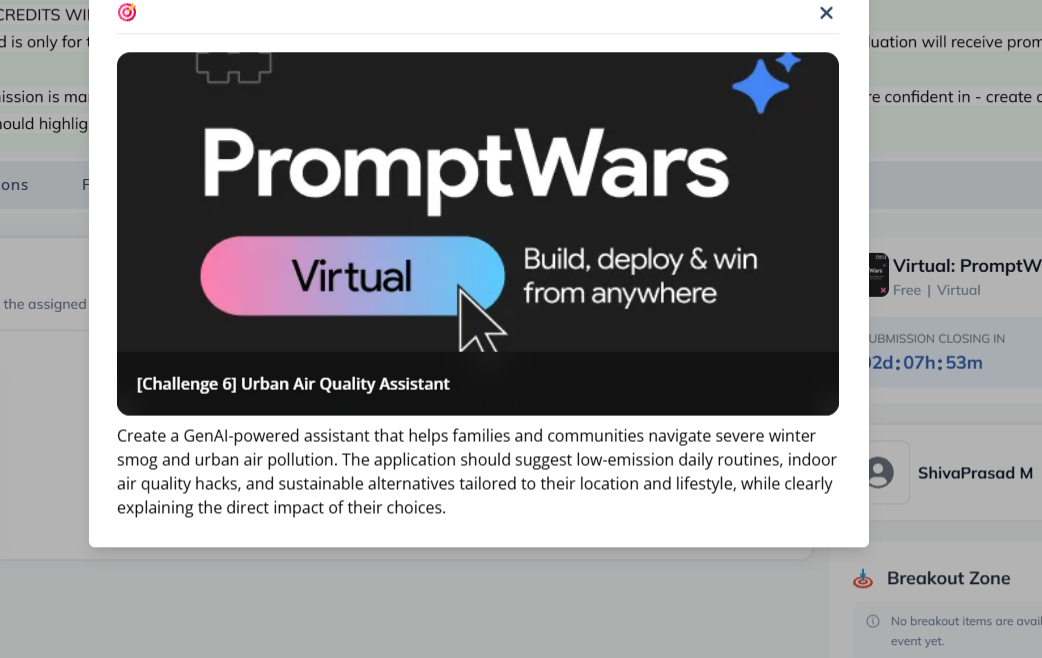 CREDITS
d is only for
luation will receive prom
ission is ma
re confident in - create
hould highlig
PromptWars
Virtual
Build, deploy & win
from anywhere
[Challenge 6] Urban Air Quality Assistant
Create a GenAI-powered assistant that helps families and communities navigate severe winter
smog and urban air pollution. The application should suggest low-emission daily routines, indoor
air quality hacks, and sustainable alternatives tailored to their location and lifestyle, while clearly
explaining the direct impact of their choices.
ons
the assigned
Virtual: PromptW
Free | Virtual
UBMISSION CLOSING IN
02d:07h:53m
ShivaPrasad M
Breakout Zone
No breakout items are avail
event yet.